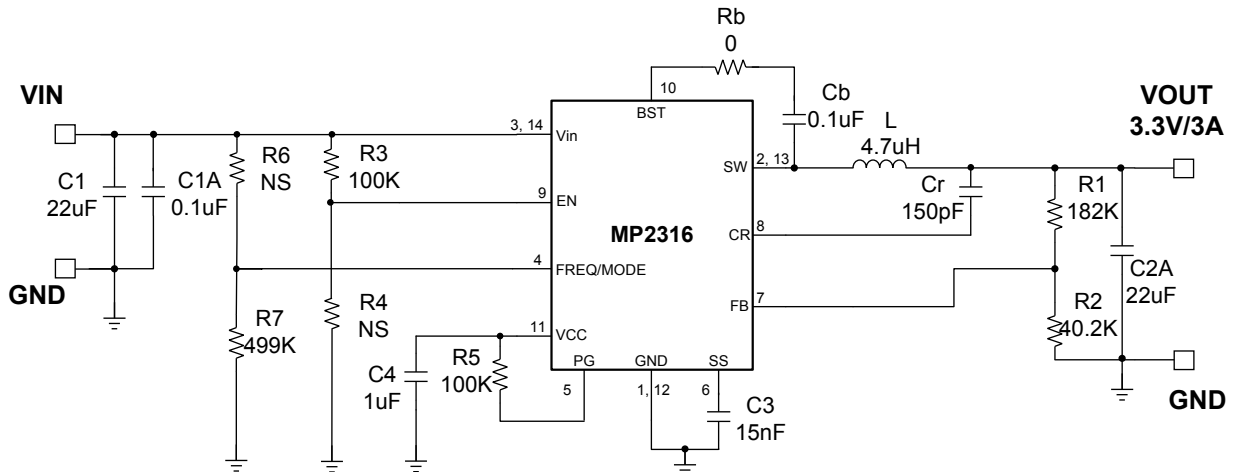 Rb
0
10
BST
Cb
0.1uF
VIN
VOUT
3.3V/3A
3, 14
Vin
L
4.7uH
2, 13
SW
R6
NS
R3
100K
C1
22uF
C1A
0.1uF
Cr
150pF
R1
182K
9
EN
MP2316
8
CR
4
FREQ/MODE
C2A
22uF
GND
7
FB
R7
499K
R4
NS
R2
40.2K
11
VCC
R5
100K
PG
GND
SS
C4
1uF
5
1, 12
6
C3
15nF
GND